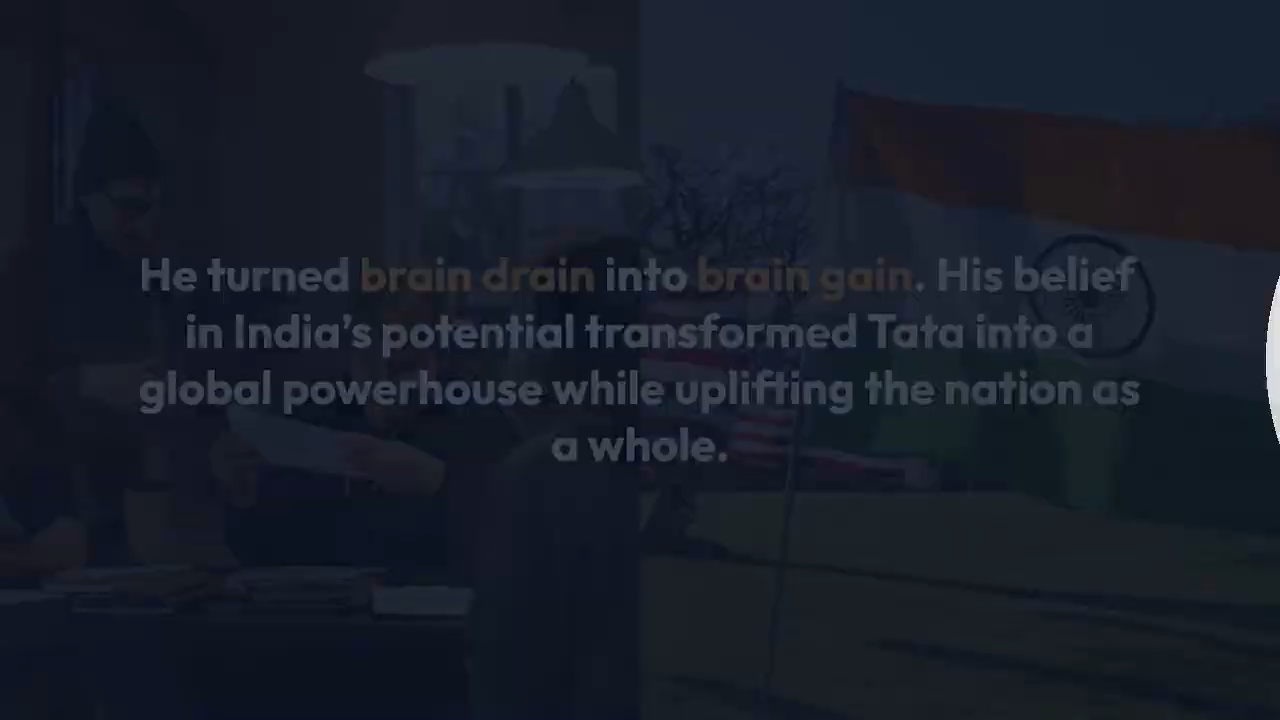 He turned brain drain into brain gain. His belief
in India’s potential transformed Tata into a
global powerhouse while uplifting the nation as
a whole.